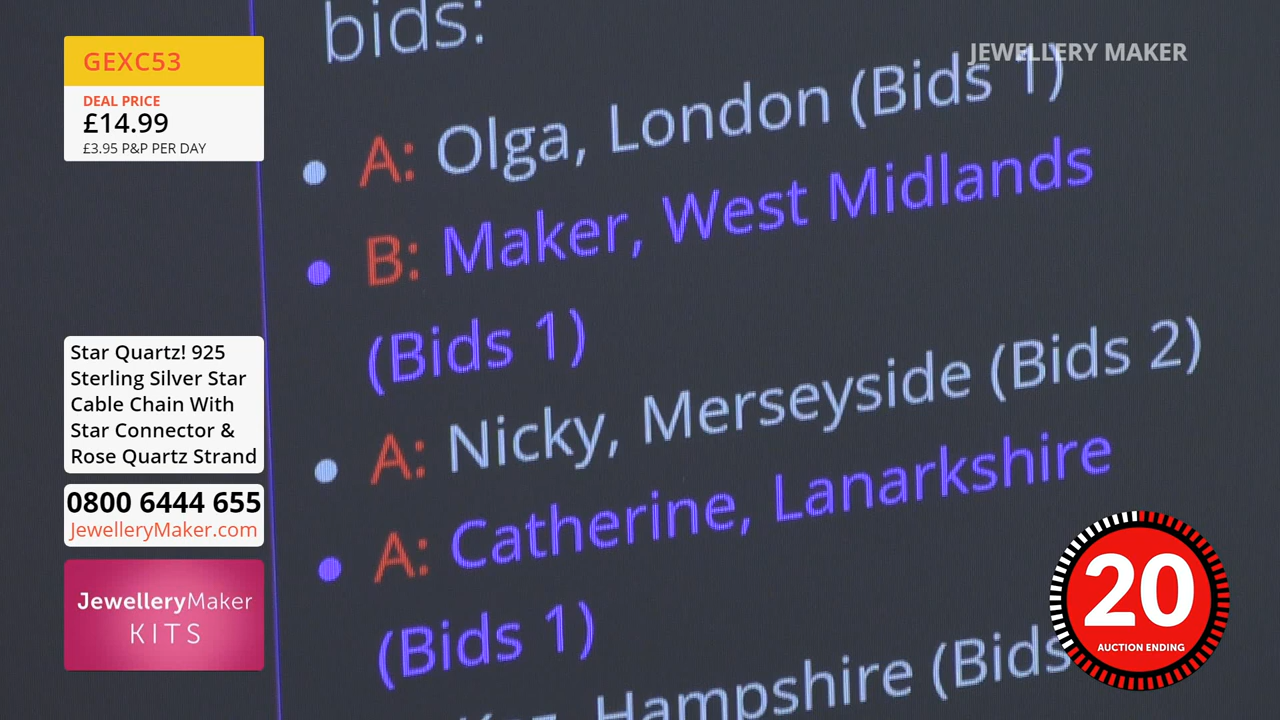 GEXC53
DEAL PRICE
£14.99
£3.95 P&P PER DAY
Star Quartz! 925
Sterling Silver Star
Cable Chain With
Star Connector &
Rose Quartz Strand
0800 6444 655
JewelleryMaker.com
JewelleryMaker
KITS
JEWELLERY MAKER
bids:
A: Olga, London (Bids 1)
B: Maker, West Midlands
(Bids 1)
A: Nicky, Merseyside (Bids 2)
A: Catherine, Lanarkshire
(Bids 1)
Hampshire (Bids
20
AUCTION ENDING